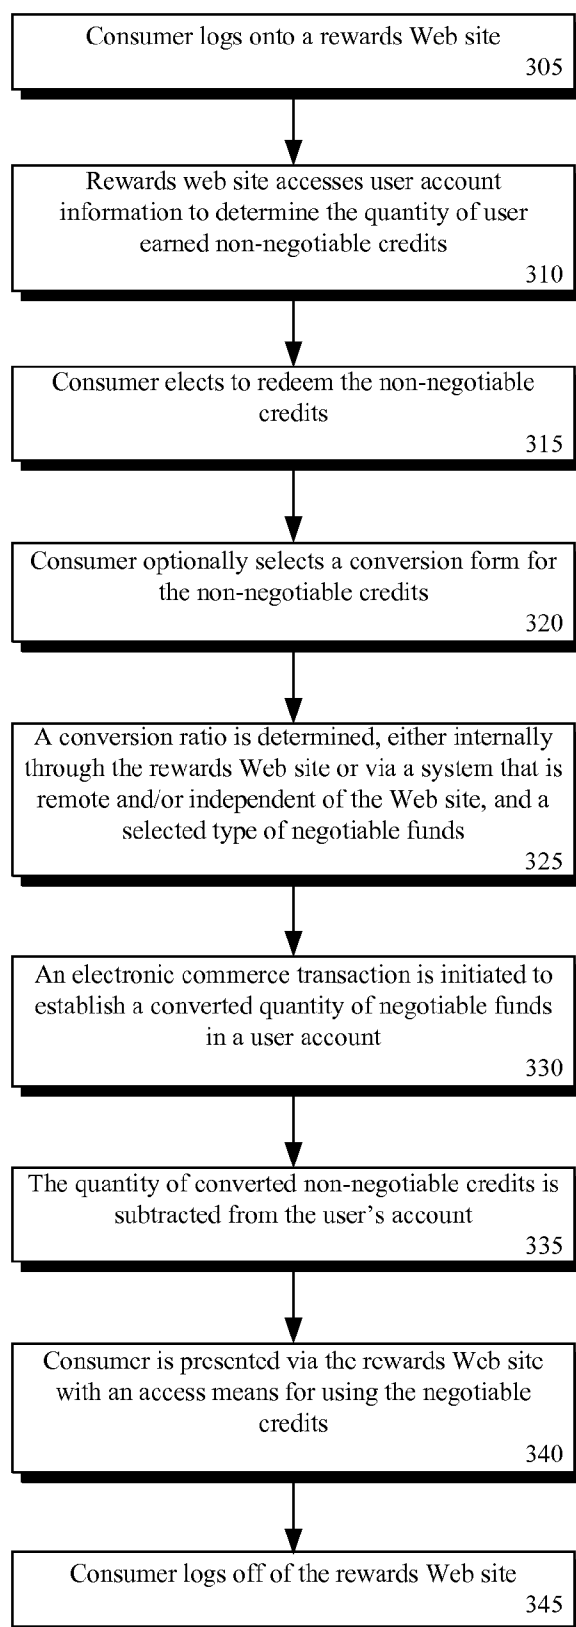 Consumer logs onto a rewards Web site
305
Rewards web site accesses user account
information to determine the quantity of user
earned non-negotiable credits
310
Consumer elects to redeem the non-negotiable
credits
315
Consumer optionally selects a conversion form for
the non-negotiable credits
320
A conversion ratio is determined, either internally
through the rewards Web site or via a system that is
remote and/or independent of the Web site, and a
selected type of negotiable funds
325
An electronic commerce transaction is initiated to
establish a converted quantity of negotiable funds
in a user account
330
The quantity of converted non-negotiable credits is
subtracted from the user’s account
335
Consumer is presented via the rewards Web site
with an access means for using the negotiable
credits
340
Consumer logs off of the rewards Web site
345